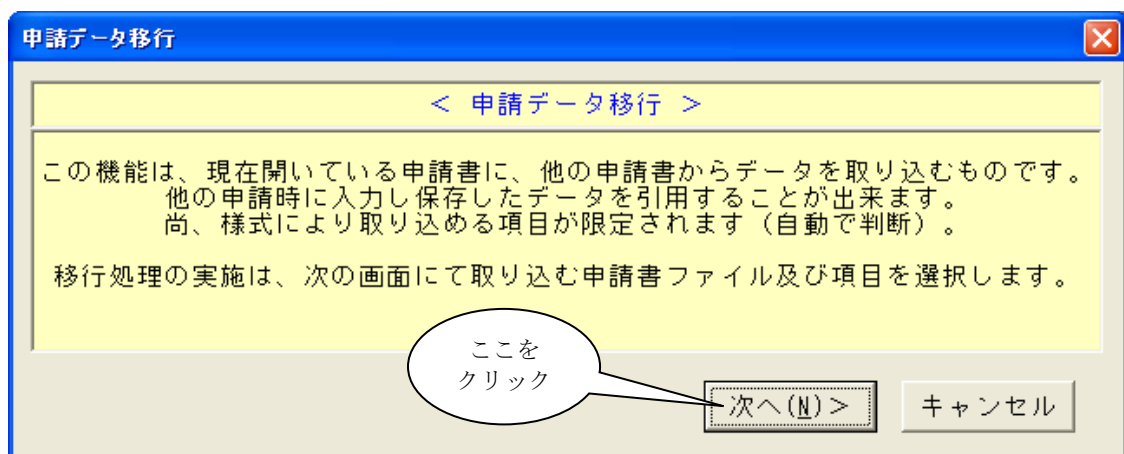 申請データ移行
< 申請データ移行 >
この機能は、現在開いている申請書に、他の申請書からデータを取り込むものです。
他の申請時に入力し保存したデータを引用することが出来ます。
尚、様式により取り込める項目が限定されます（自動で判断）。
移行処理の実施は、次の画面にて取り込む申請書ファイル及び項目を選択します。
ここを
クリック
次へ(N)>
キャンセル